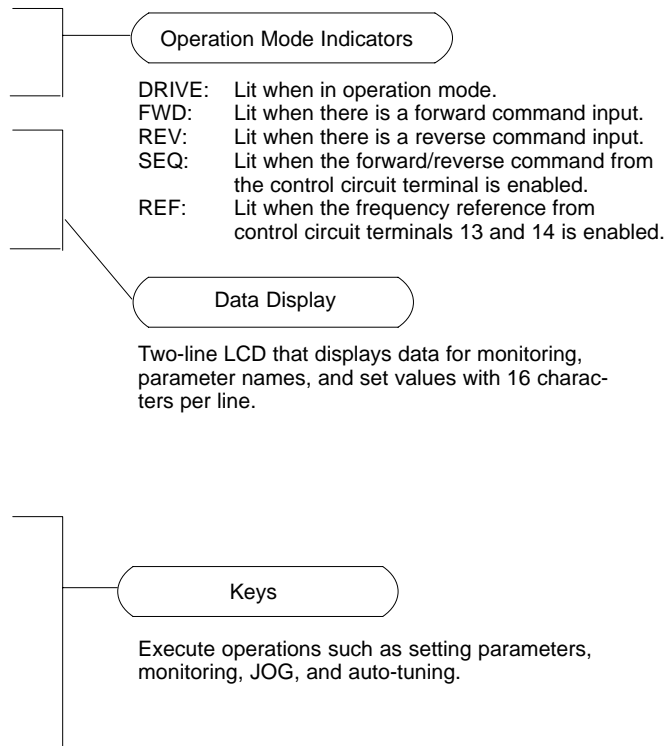 Operation Mode Indicators
DRIVE: Lit when in operation mode.
FWD: Lit when there is a forward command input.
REV: Lit when there is a reverse command input.
SEQ: Lit when the forward/reverse command from
the control circuit terminal is enabled.
REF: Lit when the frequency reference from
control circuit terminals 13 and 14 is enabled.
Data Display
Two-line LCD that displays data for monitoring,
parameter names, and set values with 16 charac-
ters per line.
Keys
Execute operations such as setting parameters,
monitoring, JOG, and auto-tuning.